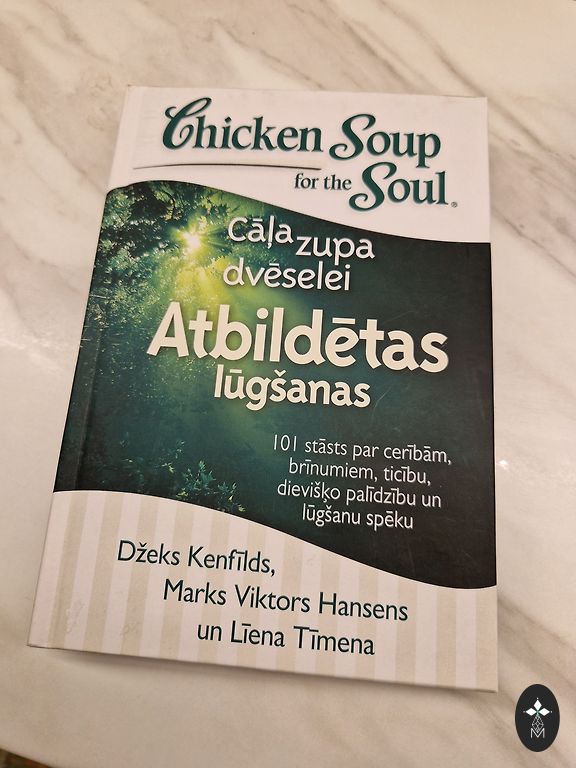 Chicken Soup
for the Soul®
Cāļa zupa
dvēselei
Atbildētas
lūgšanas
101 stāsts par cerībām,
brīnumiem, ticību,
dievišķo palīdzību un
lūgšanu spēku
Džeks Kenfīlds,
Marks Viktors Hansens
un Līena Tīmena
M